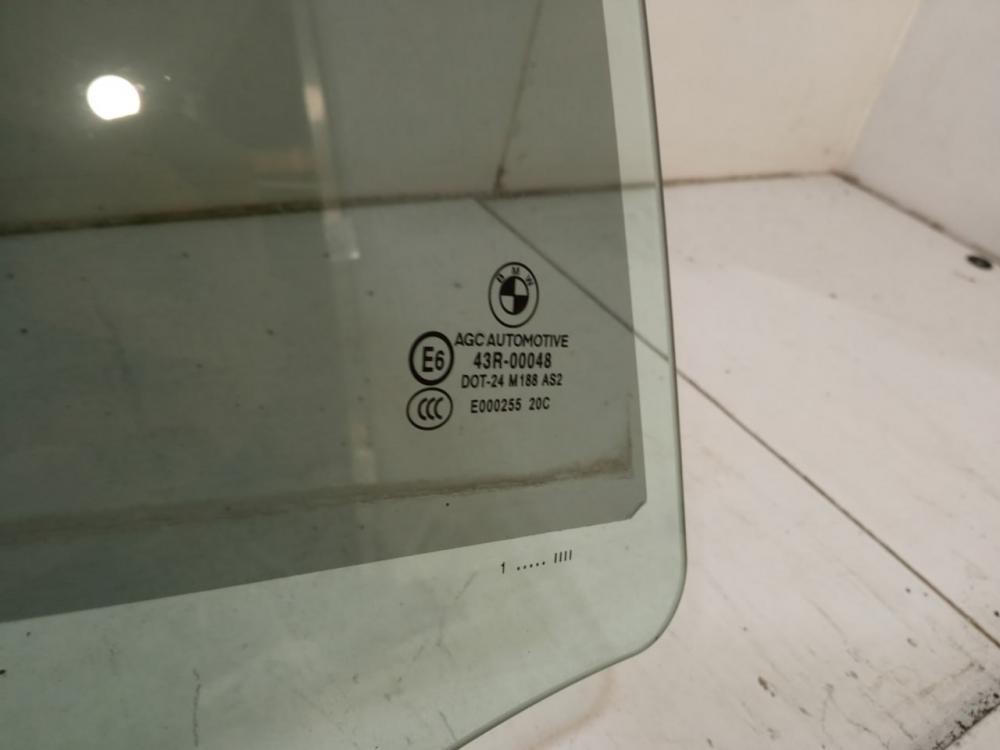 BMW
AGC AUTOMOTIVE
E6 43R-00048
DOT-24 M188 AS2
CCC E000255 20C
1 ..... IIII